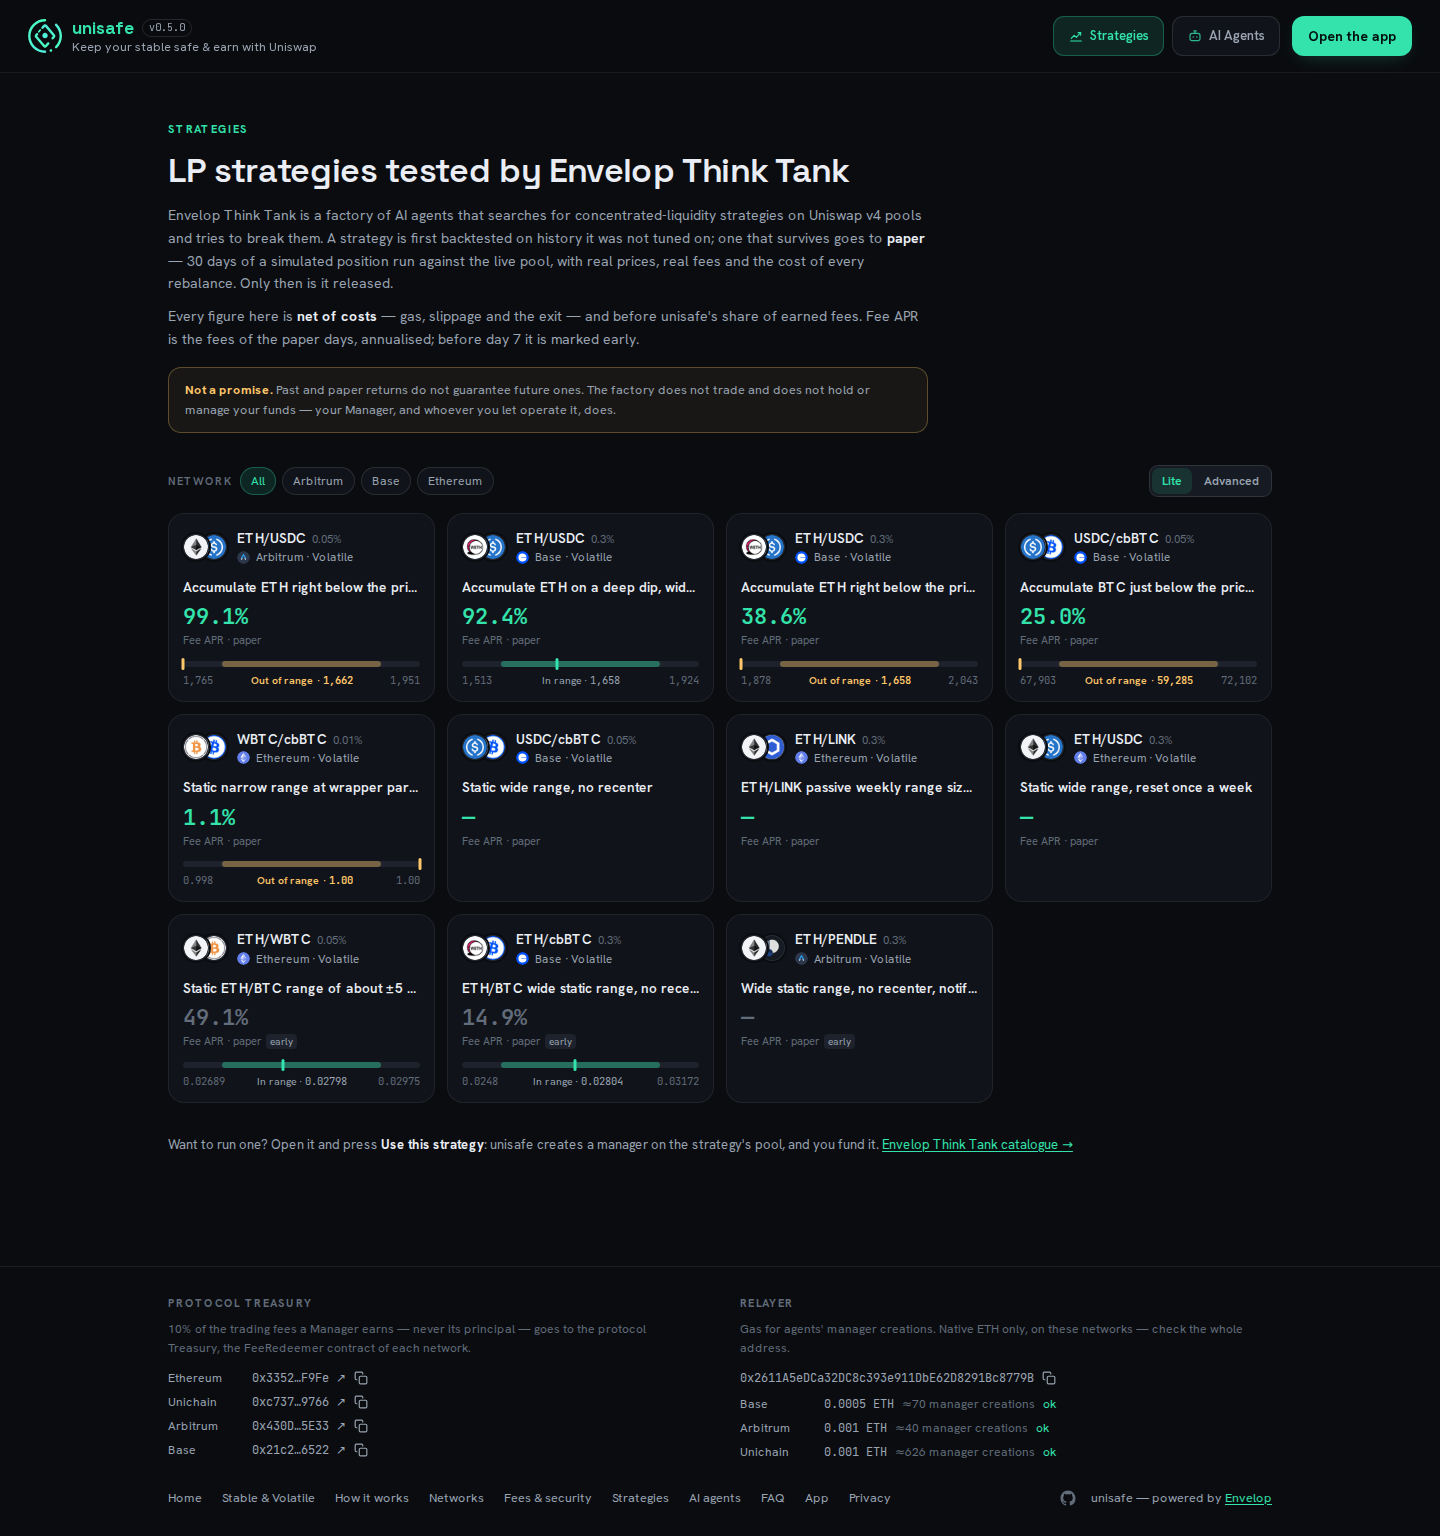 unisafe v0.5.0
Keep your stable safe & earn with Uniswap
Strategies
AI Agents
Open the app
STRATEGIES
LP strategies tested by Envelop Think Tank
Envelop Think Tank is a factory of AI agents that searches for concentrated-liquidity strategies on Uniswap v4 pools
and tries to break them. A strategy is first backtested on history it was not tuned on; one that survives goes to paper
— 30 days of a simulated position run against the live pool, with real prices, real fees and the cost of every
rebalance. Only then is it released.
Every figure here is net of costs — gas, slippage and the exit — and before unisafe's share of earned fees. Fee APR
is the fees of the paper days, annualised; before day 7 it is marked early.
Not a promise. Past and paper returns do not guarantee future ones. The factory does not trade and does not hold or
manage your funds — your Manager, and whoever you let operate it, does.
NETWORK All Arbitrum Base Ethereum
Lite Advanced
ETH/USDC 0.05%
Arbitrum · Volatile
Accumulate ETH right below the pri...
99.1%
Fee APR · paper
1,765 Out of range · 1,662 1,951
ETH/USDC 0.3%
Base · Volatile
Accumulate ETH on a deep dip, wid...
92.4%
Fee APR · paper
1,513 In range · 1,658 1,924
ETH/USDC 0.3%
Base · Volatile
Accumulate ETH right below the pri...
38.6%
Fee APR · paper
1,878 Out of range · 1,658 2,043
USDC/cbBTC 0.05%
Base · Volatile
Accumulate BTC just below the pric...
25.0%
Fee APR · paper
67,903 Out of range · 59,285 72,102
WBTC/cbBTC 0.01%
Ethereum · Volatile
Static narrow range at wrapper par...
1.1%
Fee APR · paper
0.998 Out of range · 1.00 1.00
USDC/cbBTC 0.05%
Base · Volatile
Static wide range, no recenter
—
Fee APR · paper
ETH/LINK 0.3%
Ethereum · Volatile
ETH/LINK passive weekly range siz...
—
Fee APR · paper
ETH/USDC 0.3%
Ethereum · Volatile
Static wide range, reset once a week
—
Fee APR · paper
ETH/WBTC 0.05%
Ethereum · Volatile
Static ETH/BTC range of about ±5 ...
49.1%
Fee APR · paper early
0.02689 In range · 0.02798 0.02975
ETH/cbBTC 0.3%
Base · Volatile
ETH/BTC wide static range, no rece...
14.9%
Fee APR · paper early
0.0248 In range · 0.02804 0.03172
ETH/PENDLE 0.3%
Arbitrum · Volatile
Wide static range, no recenter, notif...
—
Fee APR · paper early
Want to run one? Open it and press Use this strategy: unisafe creates a manager on the strategy's pool, and you fund it. Envelop Think Tank catalogue →
PROTOCOL TREASURY
10% of the trading fees a Manager earns — never its principal — goes to the protocol
Treasury, the FeeRedeemer contract of each network.
Ethereum 0x3352…F9Fe ↗
Unichain 0xc737…9766 ↗
Arbitrum 0x430D…5E33 ↗
Base 0x21c2…6522 ↗
RELAYER
Gas for agents' manager creations. Native ETH only, on these networks — check the whole
address.
0x2611A5eDCa32DC8c393e911DbE62D8291Bc8779B
Base 0.0005 ETH ≈70 manager creations ok
Arbitrum 0.001 ETH ≈40 manager creations ok
Unichain 0.001 ETH ≈626 manager creations ok
Home Stable & Volatile How it works Networks Fees & security Strategies AI agents FAQ App Privacy
unisafe — powered by Envelop